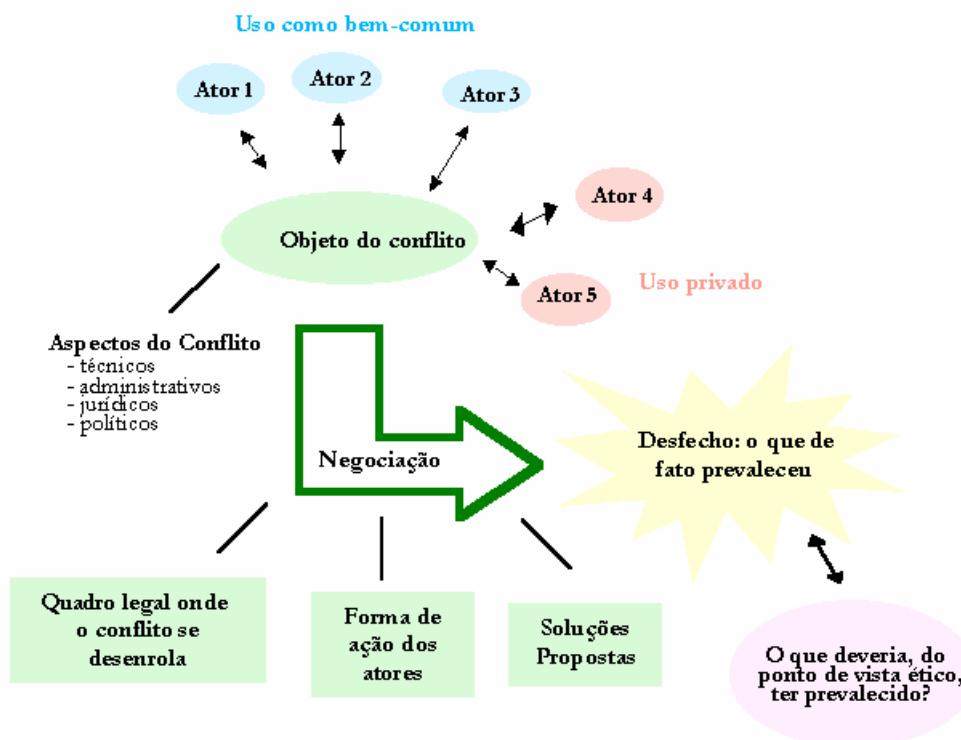 Uso como bem-comum
Ator 1
Ator 2
Ator 3
Ator 4
Objeto do conflito
Ator 5
Uso privado
Aspectos do Conflito
- técnicos
- administrativos
- jurídicos
- políticos
Negociação
Desfecho: o que de
fato prevaleceu
Quadro legal onde
o conflito se
desenrola
Forma de
ação dos
atores
Soluções
Propostas
O que deveria, do
ponto de vista ético,
ter prevalecido?